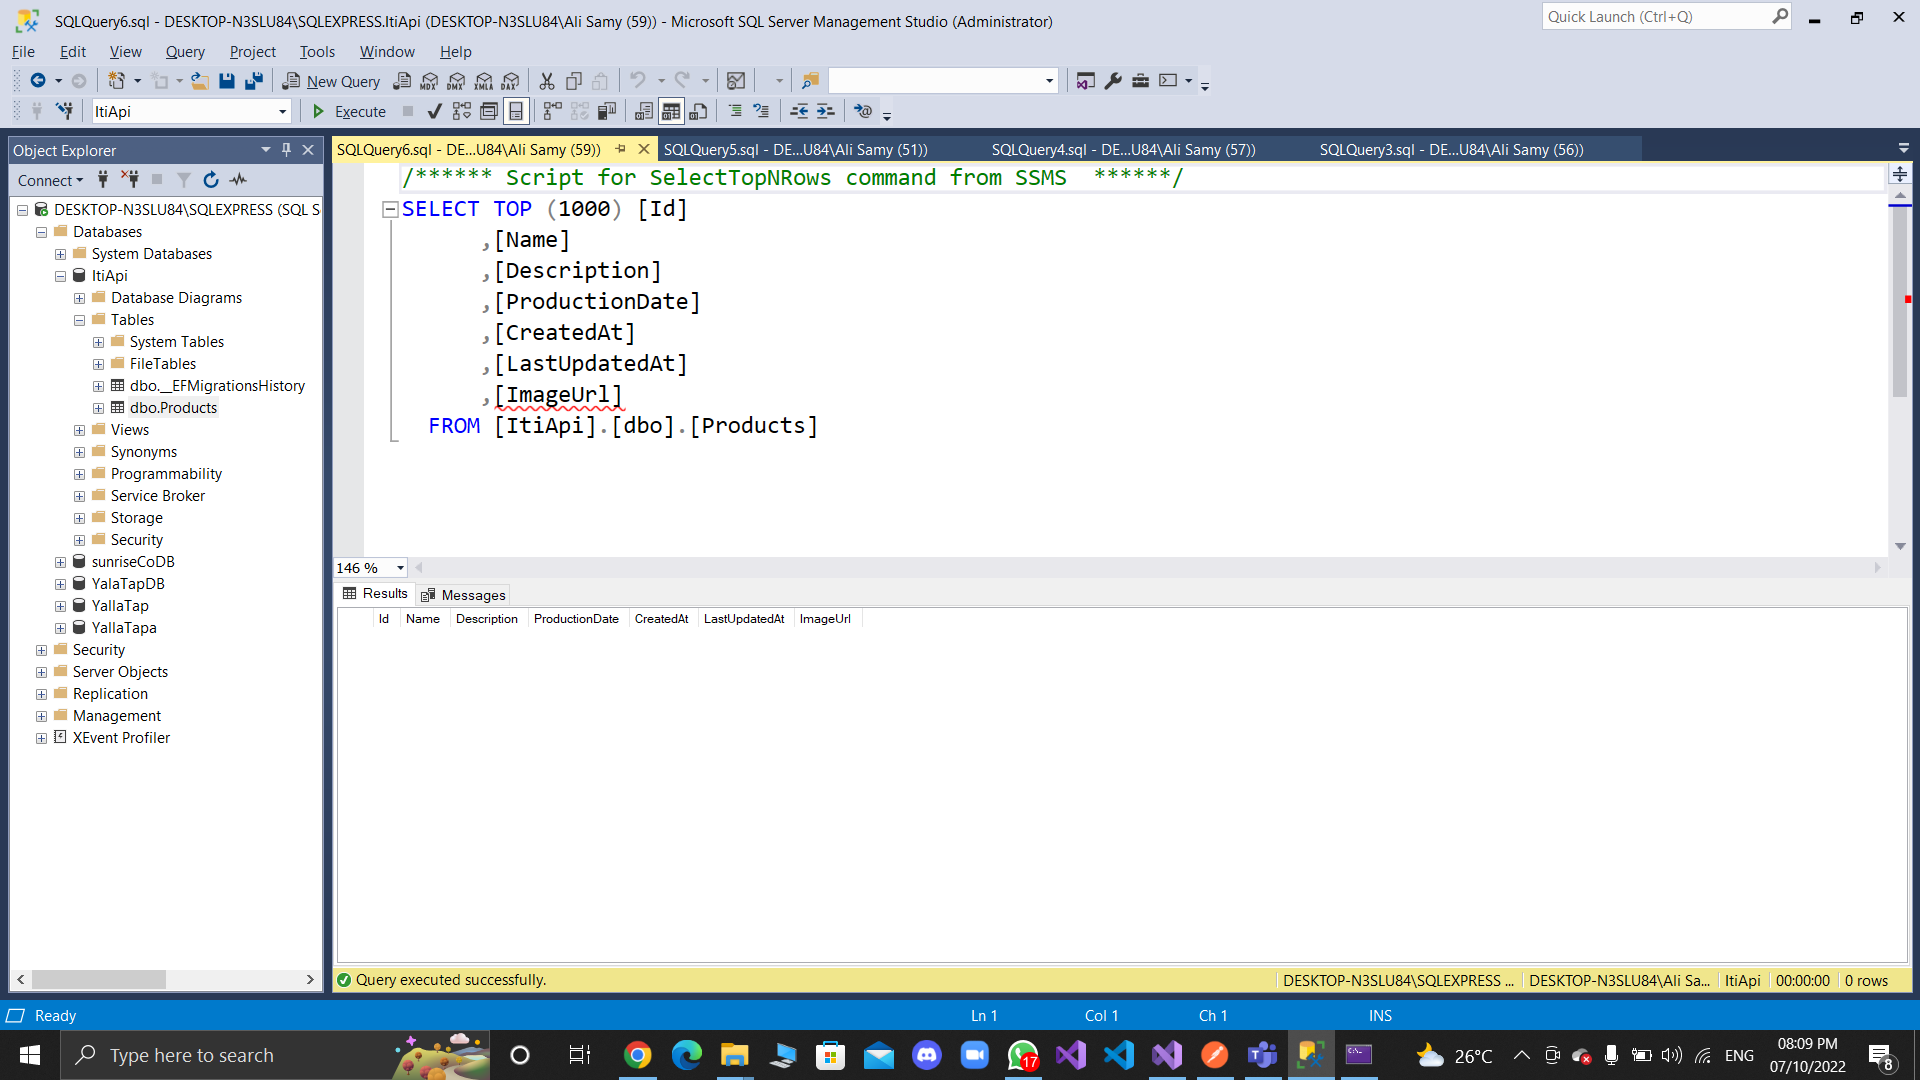 SQLQuery6.sql - DESKTOP-N3SLU84\SQLEXPRESS.ItiApi (DESKTOP-N3SLU84\Ali Samy (59)) - Microsoft SQL Server Management Studio (Administrator)
Quick Launch (Ctrl+Q)
File Edit View Query Project Tools Window Help
New Query MDX DMX XMLA DAX
ItiApi Execute
Object Explorer
SQLQuery6.sql - DE...U84\Ali Samy (59)) SQLQuery5.sql - DE...U84\Ali Samy (51)) SQLQuery4.sql - DE...U84\Ali Samy (57)) SQLQuery3.sql - DE...U84\Ali Samy (56))
Connect
DESKTOP-N3SLU84\SQLEXPRESS (SQL S
Databases
System Databases
ItiApi
Database Diagrams
Tables
System Tables
FileTables
dbo.__EFMigrationsHistory
dbo.Products
Views
Synonyms
Programmability
Service Broker
Storage
Security
sunriseCoDB
YalaTapDB
YallaTap
YallaTapa
Security
Server Objects
Replication
Management
XEvent Profiler
/****** Script for SelectTopNRows command from SSMS  ******/
SELECT TOP (1000) [Id]
,[Name]
,[Description]
,[ProductionDate]
,[CreatedAt]
,[LastUpdatedAt]
,[ImageUrl]
FROM [ItiApi].[dbo].[Products]
146 %
Results Messages
Id Name Description ProductionDate CreatedAt LastUpdatedAt ImageUrl
Query executed successfully.
DESKTOP-N3SLU84\SQLEXPRESS ... DESKTOP-N3SLU84\Ali Sa... ItiApi 00:00:00 0 rows
Ready Ln 1 Col 1 Ch 1 INS
Type here to search
17
26°C
ENG
08:09 PM
07/10/2022
8